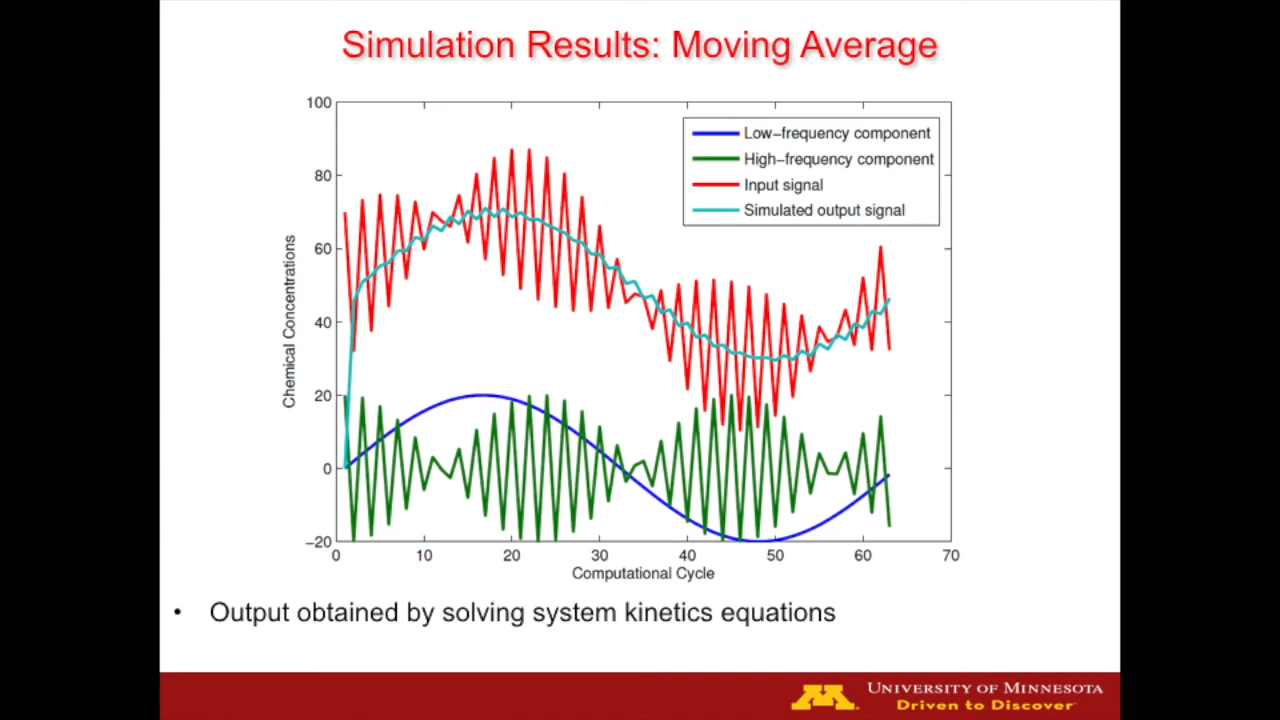 Simulation Results: Moving Average
100
80
60
40
20
0
−20
0 10 20 30 40 50 60 70
Chemical Concentrations
Computational Cycle
Low−frequency component
High−frequency component
Input signal
Simulated output signal
• Output obtained by solving system kinetics equations
M
UNIVERSITY OF MINNESOTA
Driven to Discover